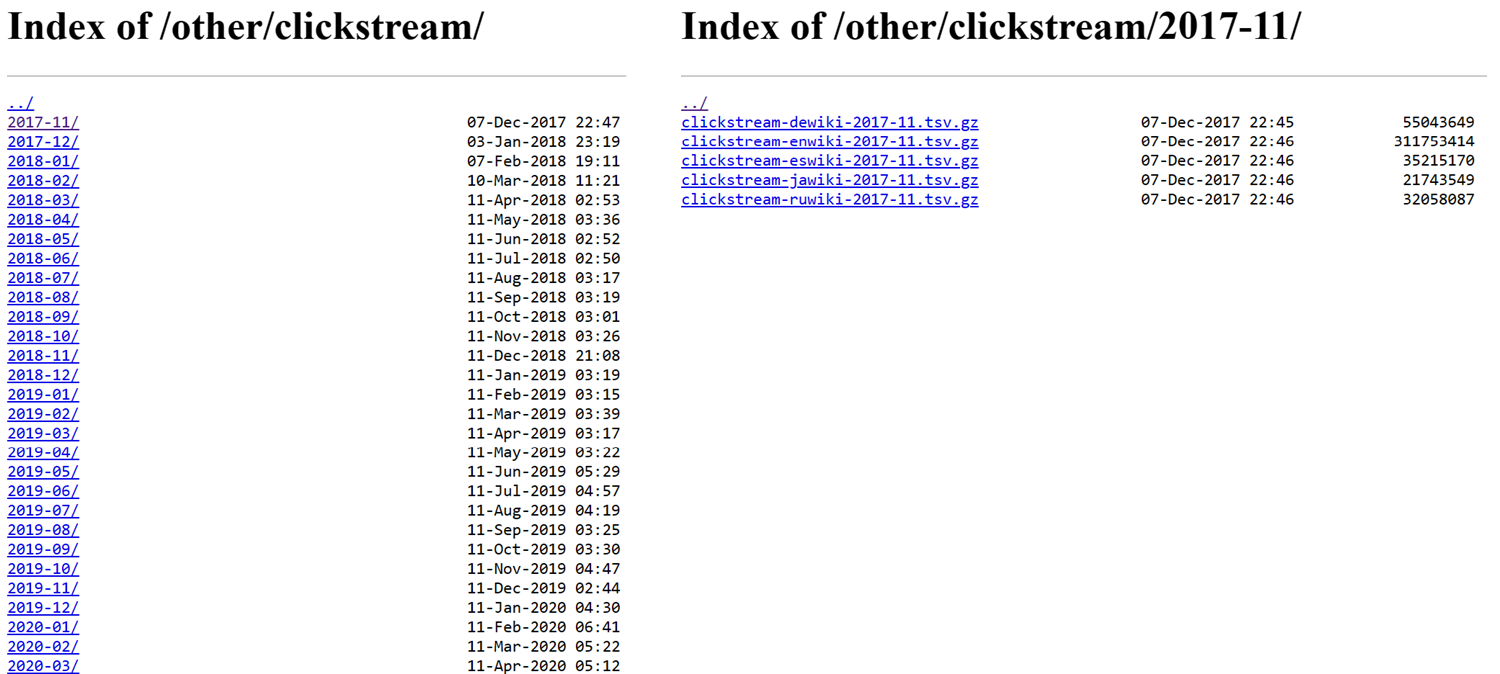 Index of /other/clickstream/
../
2017-11/ 07-Dec-2017 22:47
2017-12/ 03-Jan-2018 23:19
2018-01/ 07-Feb-2018 19:11
2018-02/ 10-Mar-2018 11:21
2018-03/ 11-Apr-2018 02:53
2018-04/ 11-May-2018 03:36
2018-05/ 11-Jun-2018 02:52
2018-06/ 11-Jul-2018 02:50
2018-07/ 11-Aug-2018 03:17
2018-08/ 11-Sep-2018 03:19
2018-09/ 11-Oct-2018 03:01
2018-10/ 11-Nov-2018 03:26
2018-11/ 11-Dec-2018 21:08
2018-12/ 11-Jan-2019 03:19
2019-01/ 11-Feb-2019 03:15
2019-02/ 11-Mar-2019 03:39
2019-03/ 11-Apr-2019 03:17
2019-04/ 11-May-2019 03:22
2019-05/ 11-Jun-2019 05:29
2019-06/ 11-Jul-2019 04:57
2019-07/ 11-Aug-2019 04:19
2019-08/ 11-Sep-2019 03:25
2019-09/ 11-Oct-2019 03:30
2019-10/ 11-Nov-2019 04:47
2019-11/ 11-Dec-2019 02:44
2019-12/ 11-Jan-2020 04:30
2020-01/ 11-Feb-2020 06:41
2020-02/ 11-Mar-2020 05:22
2020-03/ 11-Apr-2020 05:12
Index of /other/clickstream/2017-11/
../
clickstream-dewiki-2017-11.tsv.gz 07-Dec-2017 22:45 55043649
clickstream-enwiki-2017-11.tsv.gz 07-Dec-2017 22:46 311753414
clickstream-eswiki-2017-11.tsv.gz 07-Dec-2017 22:46 35215170
clickstream-jawiki-2017-11.tsv.gz 07-Dec-2017 22:46 21743549
clickstream-ruwiki-2017-11.tsv.gz 07-Dec-2017 22:46 32058087